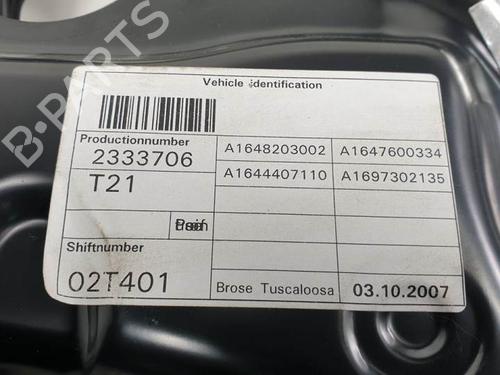 B-PARTS
Vehicle identification
Productionnumber
2333706
A1648203002
A1647600334
T21
A1644407110
A1697302135
Shiftnumber
02T401
Brose Tuscaloosa
03.10.2007